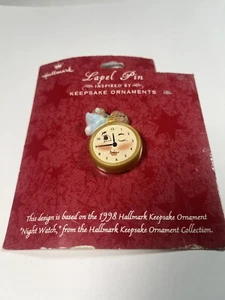 Hallmark
Lapel Pin
INSPIRED BY
KEEPSAKE ORNAMENTS
This design is based on the 1998 Hallmark Keepsake Ornament
"Night Watch," from the Hallmark Keepsake Ornament Collection.